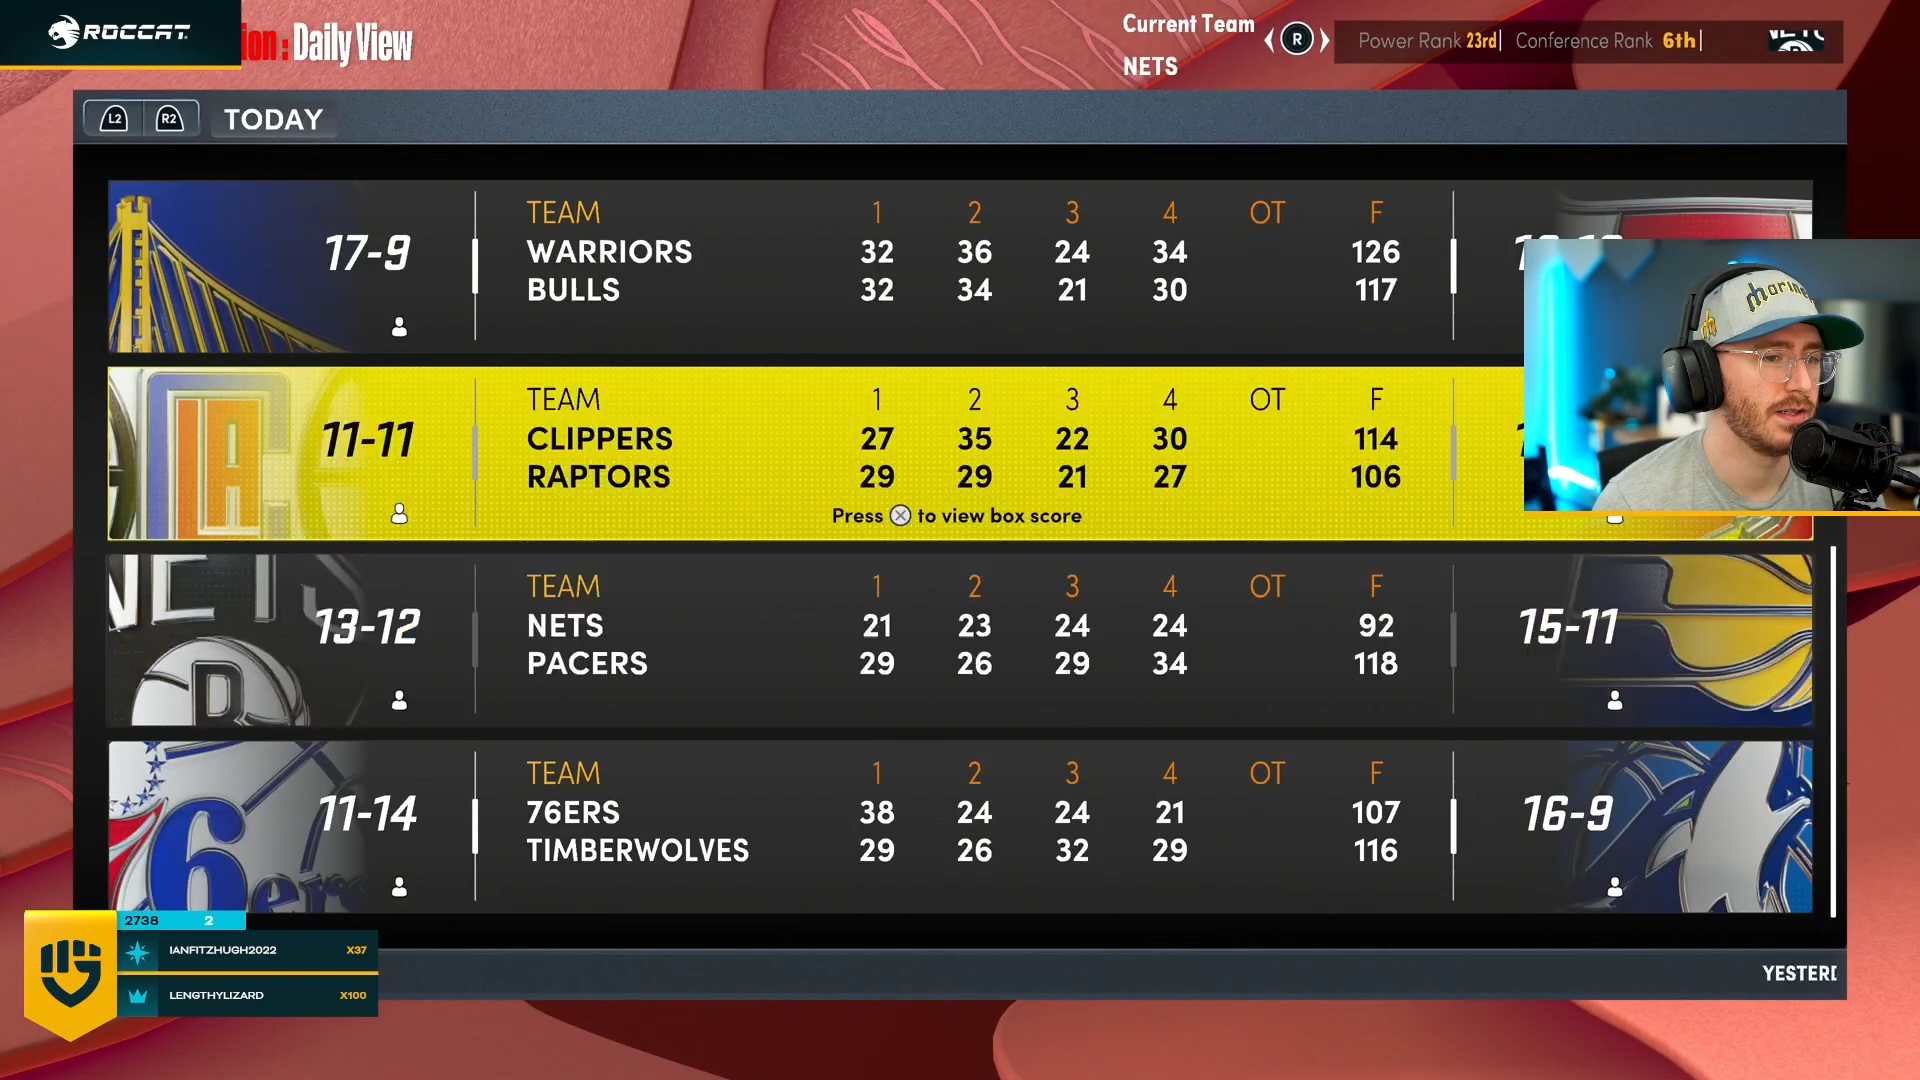 ROCCAT
ion : Daily View
Current Team
NETS
R
Power Rank 23rd | Conference Rank 6th |
L2 R2 TODAY
17-9
TEAM 1 2 3 4 OT F
WARRIORS 32 36 24 34 126
BULLS 32 34 21 30 117
11-11
TEAM 1 2 3 4 OT F
CLIPPERS 27 35 22 30 114
RAPTORS 29 29 21 27 106
Press ⓧ to view box score
13-12
TEAM 1 2 3 4 OT F
NETS 21 23 24 24 92
PACERS 29 26 29 34 118
15-11
NETS
B
11-14
TEAM 1 2 3 4 OT F
76ERS 38 24 24 21 107
TIMBERWOLVES 29 26 32 29 116
16-9
2738 2
IANFITZHUGH2022 X37
LENGTHYLIZARD X100